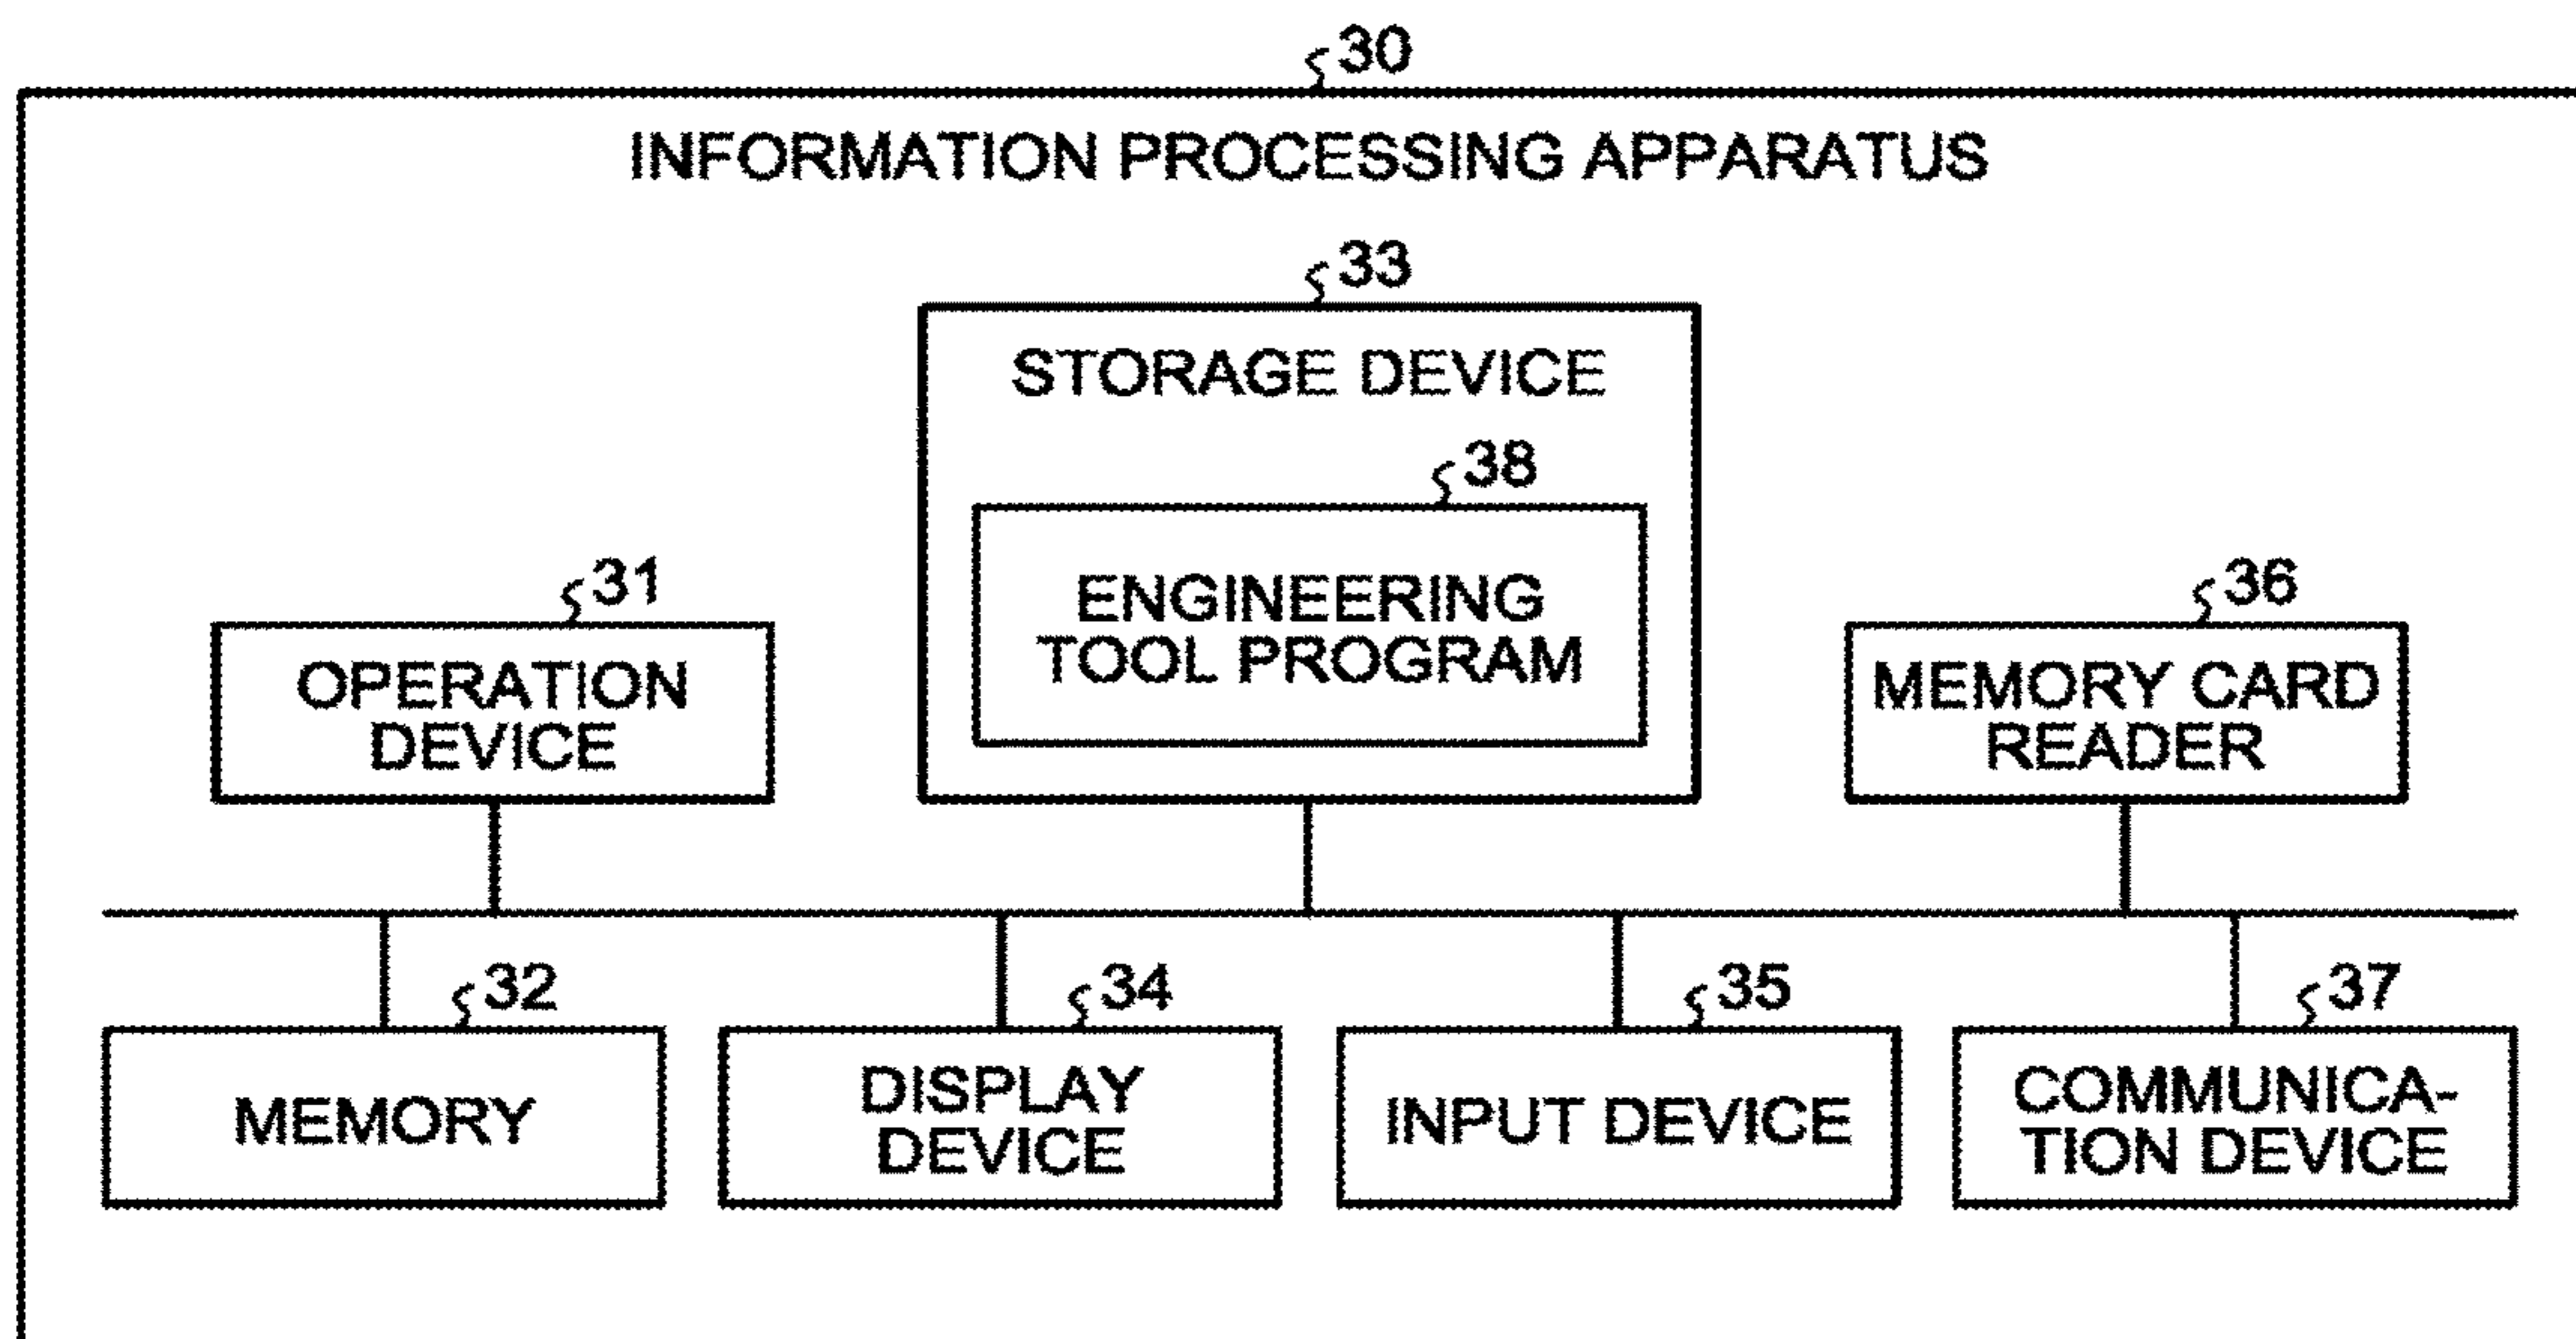 30
INFORMATION PROCESSING APPARATUS
33
STORAGE DEVICE
38
ENGINEERING
TOOL PROGRAM
31
OPERATION
DEVICE
36
MEMORY CARD
READER
32
MEMORY
34
DISPLAY
DEVICE
35
INPUT DEVICE
37
COMMUNICA-
TION DEVICE